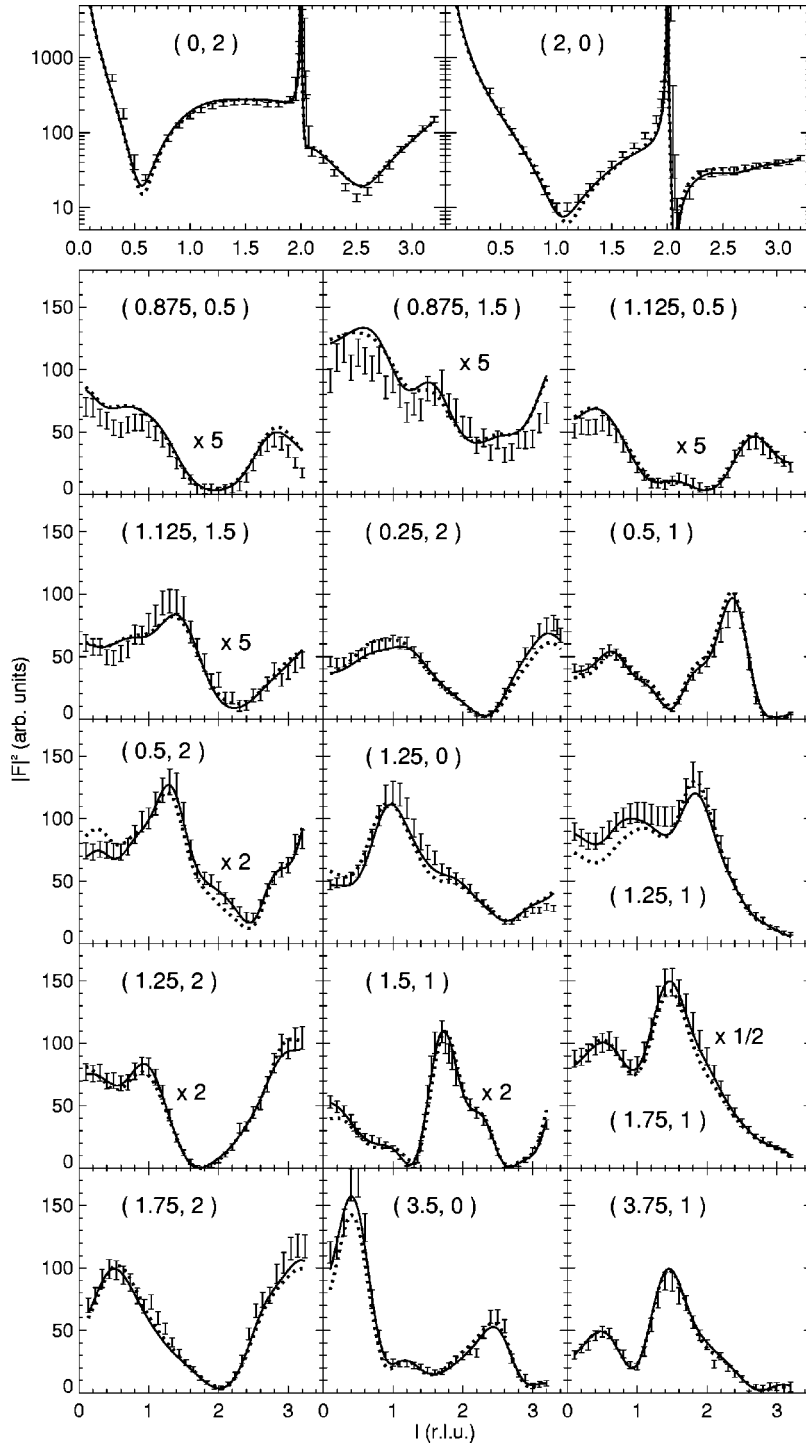 1000
100
10
( 0, 2 )
( 2, 0 )
0.0 0.5 1.0 1.5 2.0 2.5 3.0
0.5 1.0 1.5 2.0 2.5 3.0
150
100
50
0
( 0.875, 0.5 )
x 5
( 0.875, 1.5 )
x 5
( 1.125, 0.5 )
x 5
150
100
50
0
( 1.125, 1.5 )
x 5
( 0.25, 2 )
( 0.5, 1 )
|F|² (arb. units)
150
100
50
0
( 0.5, 2 )
x 2
( 1.25, 0 )
( 1.25, 1 )
150
100
50
0
( 1.25, 2 )
x 2
( 1.5, 1 )
x 2
x 1/2
( 1.75, 1 )
150
100
50
0
( 1.75, 2 )
( 3.5, 0 )
( 3.75, 1 )
0 1 2 3
0 1 2 3
0 1 2 3
l (r.l.u.)